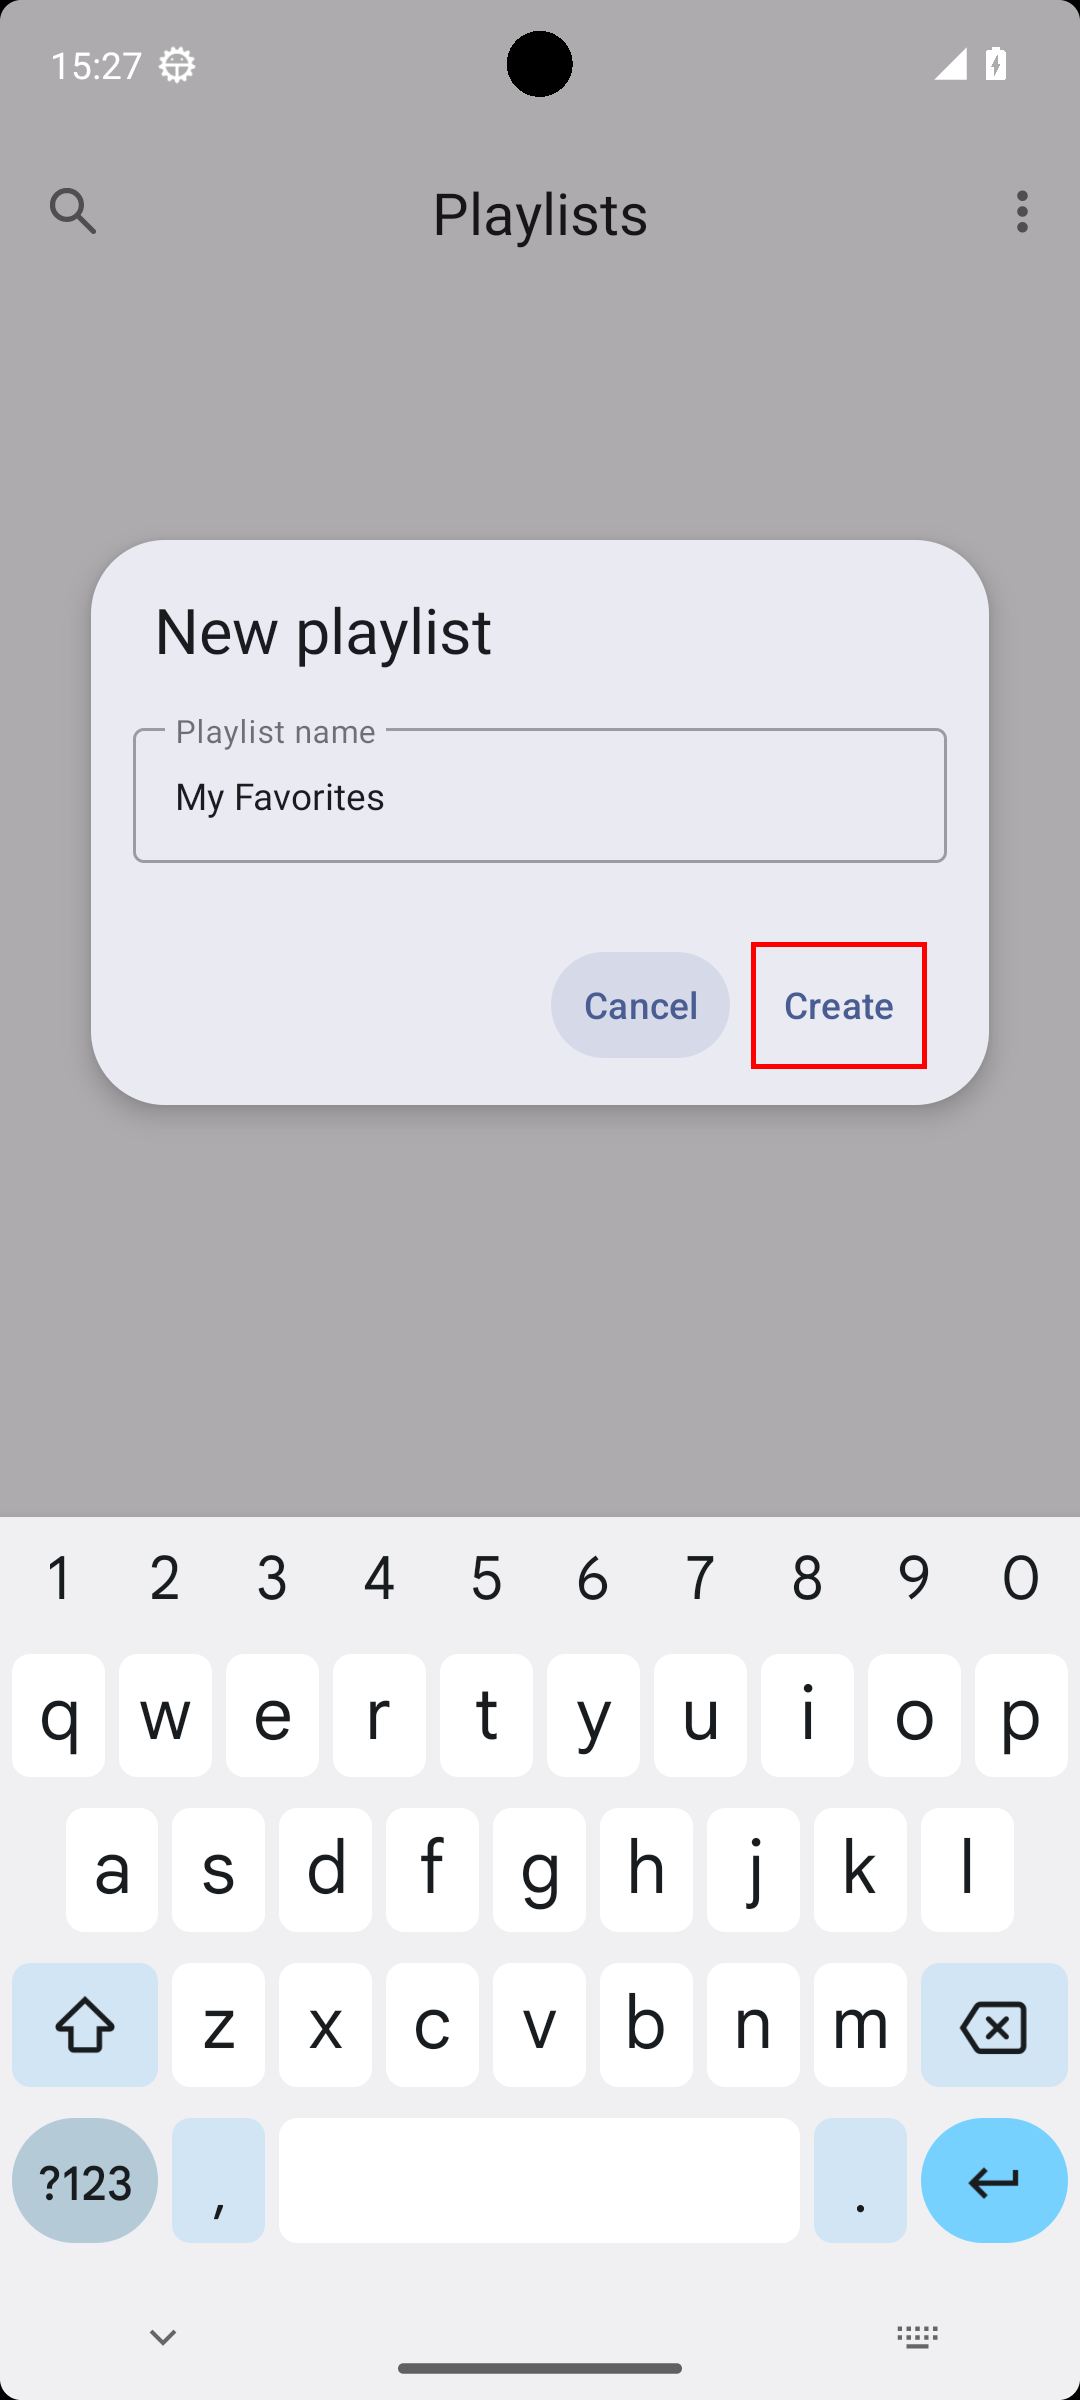 15:27
Playlists
New playlist
Playlist name
My Favorites
Cancel Create
1 2 3 4 5 6 7 8 9 0
q w e r t y u i o p
a s d f g h j k l
z x c v b n m
?123 , .